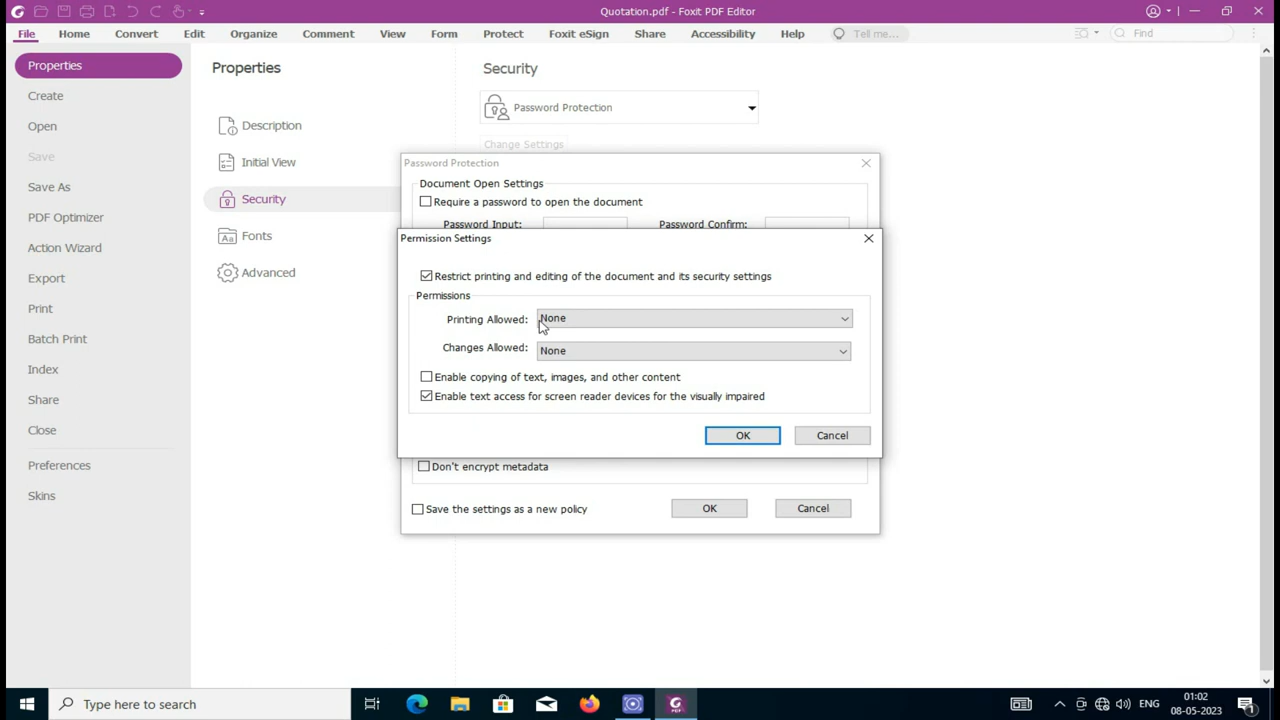 Quotation.pdf - Foxit PDF Editor
File Home Convert Edit Organize Comment View Form Protect Foxit eSign Share Accessibility Help Tell me... Find
Properties
Create
Open
Save
Save As
PDF Optimizer
Action Wizard
Export
Print
Batch Print
Index
Share
Close
Preferences
Skins
Properties
Description
Initial View
Security
Fonts
Advanced
Security
Password Protection
Change Settings
Password Protection
Document Open Settings
Require a password to open the document
Password Input: Password Confirm:
Permission Settings
Restrict printing and editing of the document and its security settings
Permissions
Printing Allowed: None
Changes Allowed: None
Enable copying of text, images, and other content
Enable text access for screen reader devices for the visually impaired
OK Cancel
Don't encrypt metadata
Save the settings as a new policy OK Cancel
Type here to search
ENG
01:02
08-05-2023
1